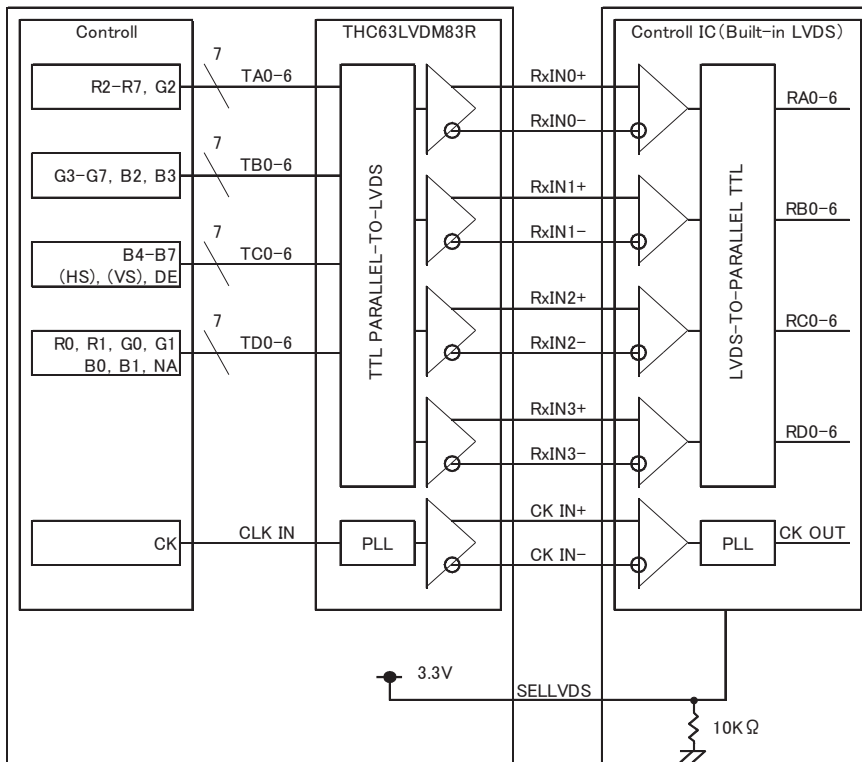 Controll
THC63LVDM83R
Controll IC(Built-in LVDS)
R2-R7, G2
7
TA0-6
RxIN0+
RxIN0-
RA0-6
G3-G7, B2, B3
7
TB0-6
RxIN1+
RxIN1-
RB0-6
B4-B7
(HS), (VS), DE
7
TC0-6
RxIN2+
RxIN2-
RC0-6
R0, R1, G0, G1
B0, B1, NA
7
TD0-6
RxIN3+
RxIN3-
RD0-6
TTL PARALLEL-TO-LVDS
LVDS-TO-PARALLEL TTL
CK
CLK IN
PLL
CK IN+
CK IN-
PLL
CK OUT
3.3V
SELLVDS
10KΩ